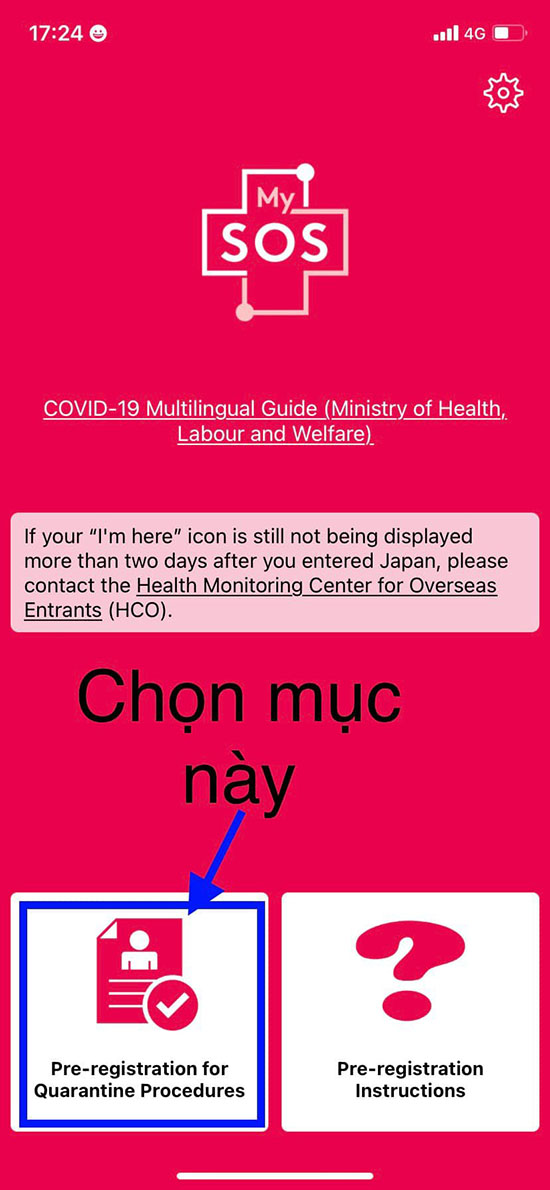 17:24
4G
My
SOS
COVID-19 Multilingual Guide (Ministry of Health,
Labour and Welfare)
If your “I'm here” icon is still not being displayed
more than two days after you entered Japan, please
contact the Health Monitoring Center for Overseas
Entrants (HCO).
Chọn mục
này
Pre-registration for
Quarantine Procedures
Pre-registration
Instructions